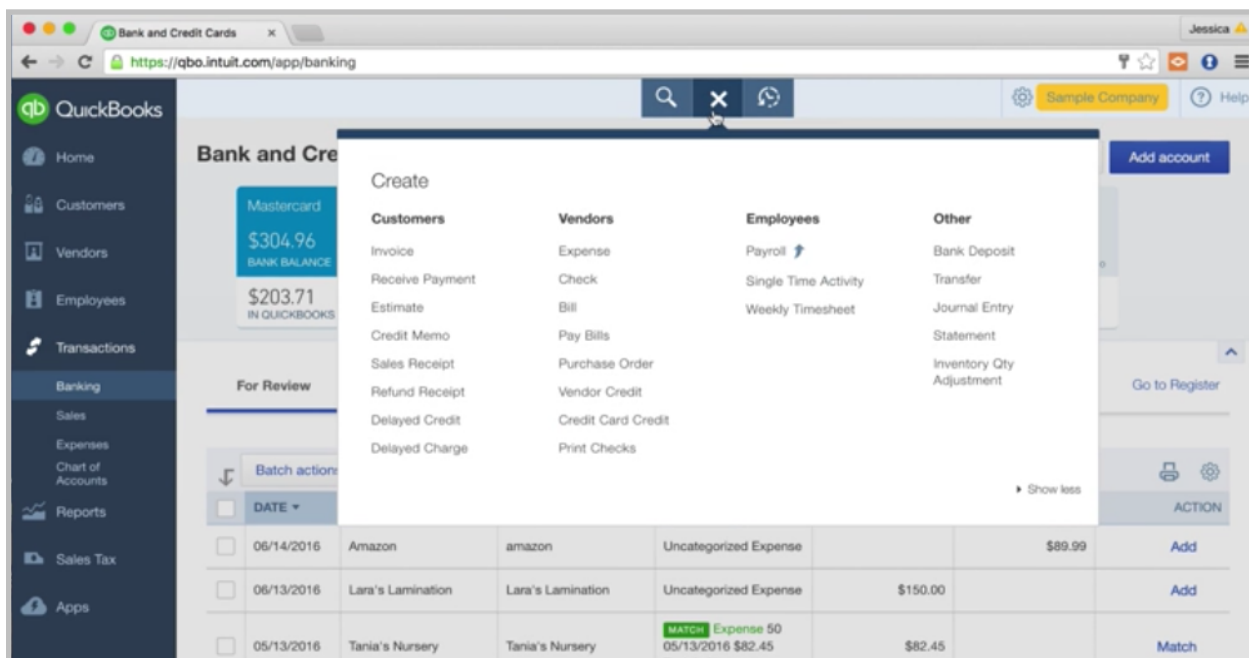 Bank and Credit Cards
Jessica
https://qbo.intuit.com/app/banking
qb QuickBooks
Sample Company
? Help
Home
Customers
Vendors
Employees
Transactions
Banking
Sales
Expenses
Chart of
Accounts
Reports
Sales Tax
Apps
Bank and Cre
Add account
Mastercard
$304.96
BANK BALANCE
$203.71
IN QUICKBOOKS
Create
Customers
Invoice
Receive Payment
Estimate
Credit Memo
Sales Receipt
Refund Receipt
Delayed Credit
Delayed Charge
Vendors
Expense
Check
Bill
Pay Bills
Purchase Order
Vendor Credit
Credit Card Credit
Print Checks
Employees
Payroll
Single Time Activity
Weekly Timesheet
Other
Bank Deposit
Transfer
Journal Entry
Statement
Inventory Qty
Adjustment
Show less
For Review
Go to Register
Batch actions
DATE ACTION
06/14/2016 Amazon amazon Uncategorized Expense $89.99 Add
06/13/2016 Lara's Lamination Lara's Lamination Uncategorized Expense $150.00 Add
MATCH Expense 50
05/13/2016 Tania's Nursery Tania's Nursery 05/13/2016 $82.45 $82.45 Match